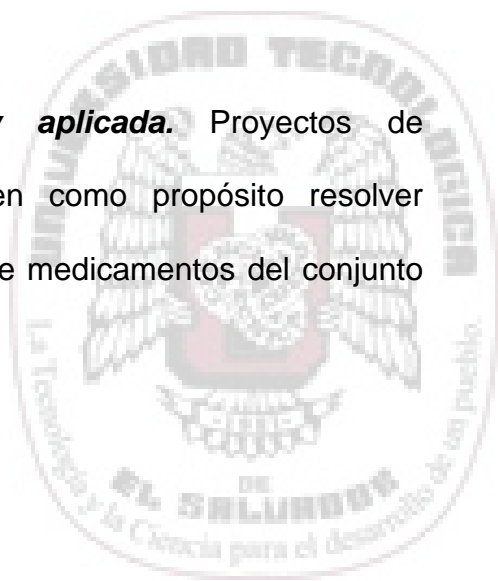 UNIVERSIDAD TECNOLOGICA
y aplicada. Proyectos de
en como propósito resolver
e medicamentos del conjunto
La Tecnología y la Ciencia para el desarrollo de un pueblo.
DE
EL SALVADOR